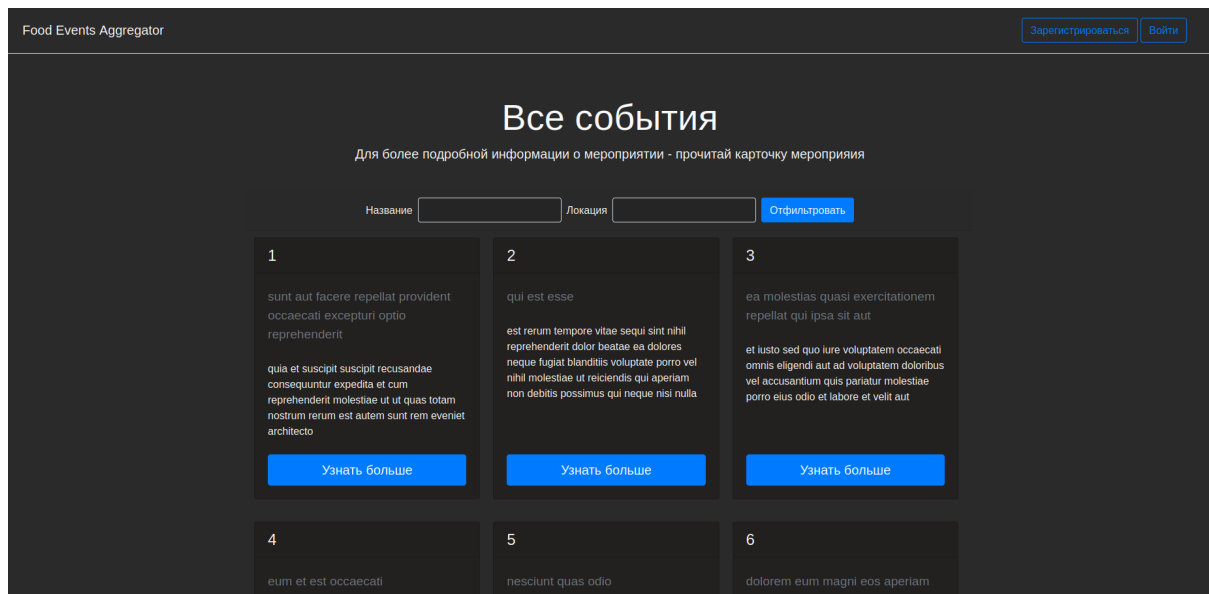 Food Events Aggregator
Зарегистрироваться
Войти
Все события
Для более подробной информации о мероприятии - прочитай карточку мероприяия
Название
Локация
Отфильтровать
1
sunt aut facere repellat provident
occaecati excepturi optio
reprehenderit
quia et suscipit suscipit recusandae
consequuntur expedita et cum
reprehenderit molestiae ut ut quas totam
nostrum rerum est autem sunt rem eveniet
architecto
Узнать больше
2
qui est esse
est rerum tempore vitae sequi sint nihil
reprehenderit dolor beatae ea dolores
neque fugiat blanditiis voluptate porro vel
nihil molestiae ut reiciendis qui aperiam
non debitis possimus qui neque nisi nulla
Узнать больше
3
ea molestias quasi exercitationem
repellat qui ipsa sit aut
et iusto sed quo iure voluptatem occaecati
omnis eligendi aut ad voluptatem doloribus
vel accusantium quis pariatur molestiae
porro eius odio et labore et velit aut
Узнать больше
4
eum et est occaecati
5
nesciunt quas odio
6
dolorem eum magni eos aperiam